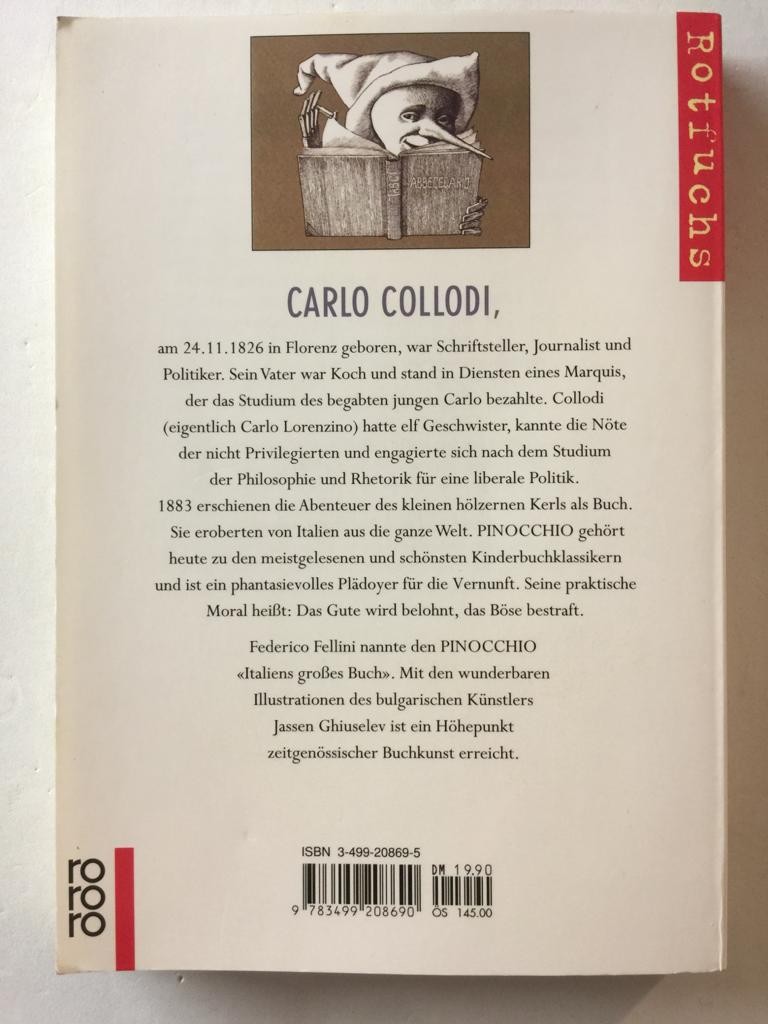 ABC
ABBECELARIO
Rotfuchs
CARLO COLLODI,
am 24.11.1826 in Florenz geboren, war Schriftsteller, Journalist und
Politiker. Sein Vater war Koch und stand in Diensten eines Marquis,
der das Studium des begabten jungen Carlo bezahlte. Collodi
(eigentlich Carlo Lorenzino) hatte elf Geschwister, kannte die Nöte
der nicht Privilegierten und engagierte sich nach dem Studium
der Philosophie und Rhetorik für eine liberale Politik.
1883 erschienen die Abenteuer des kleinen hölzernen Kerls als Buch.
Sie eroberten von Italien aus die ganze Welt. PINOCCHIO gehört
heute zu den meistgelesenen und schönsten Kinderbuchklassikern
und ist ein phantasievolles Plädoyer für die Vernunft. Seine praktische
Moral heißt: Das Gute wird belohnt, das Böse bestraft.
Federico Fellini nannte den PINOCCHIO
«Italiens großes Buch». Mit den wunderbaren
Illustrationen des bulgarischen Künstlers
Jassen Ghiuselev ist ein Höhepunkt
zeitgenössischer Buchkunst erreicht.
ISBN 3-499-20869-5
DM 19.90
9 783499 208690
ÖS 145.00
ro
ro
ro